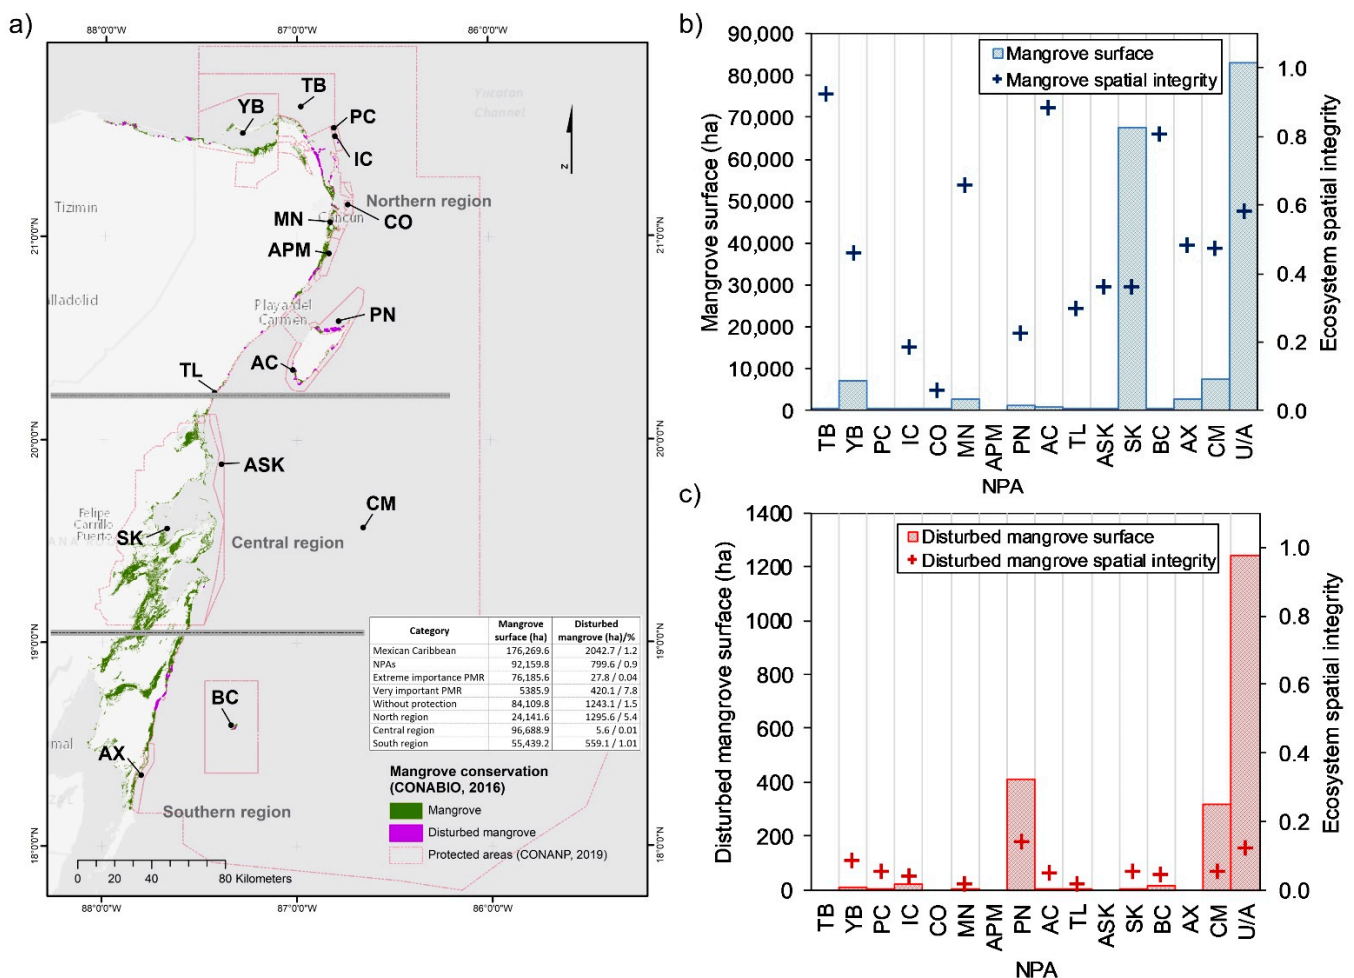 a)
88°0'0"W
87°0'0"W
86°0'0"W
TB
YB
PC
IC
Yucatan
Channel
N
Tizimin
Northern region
MN
Cancún
CO
APM
21°0'0"N
21°0'0"N
alladolid
Playa del
Carmen
PN
AC
TL
20°0'0"N
20°0'0"N
ASK
CM
Felipe
Carrillo
Puerto
SK
Central region
19°0'0"N
19°0'0"N
Category Mangrove surface (ha) Disturbed mangrove (ha)/%
Mexican Caribbean 176,269.6 2042.7 / 1.2
NPAs 92,159.8 799.6 / 0.9
Extreme importance PMR 76,185.6 27.8 / 0.04
Very important PMR 5385.9 420.1 / 7.8
Without protection 84,109.8 1243.1 / 1.5
North region 24,141.6 1295.6 / 5.4
Central region 96,688.9 5.6 / 0.01
South region 55,439.2 559.1 / 1.01
BC
mal
AX
Southern region
Mangrove conservation
(CONABIO, 2016)
Mangrove
Disturbed mangrove
Protected areas (CONANP, 2019)
18°0'0"N
18°0'0"N
0 20 40 80 Kilometers
88°0'0"W
87°0'0"W
86°0'0"W
b)
Mangrove surface
Mangrove spatial integrity
Mangrove surface (ha)
90,000
80,000
70,000
60,000
50,000
40,000
30,000
20,000
10,000
0
Ecosystem spatial integrity
1.0
0.8
0.6
0.4
0.2
0.0
TB YB PC IC CO MN APM PN AC TL ASK SK BC AX CM U/A
NPA
c)
Disturbed mangrove surface
Disturbed mangrove spatial integrity
Disturbed mangrove surface (ha)
1400
1200
1000
800
600
400
200
0
Ecosystem spatial integrity
1.0
0.8
0.6
0.4
0.2
0.0
TB YB PC IC CO MN APM PN AC TL ASK SK BC AX CM U/A
NPA